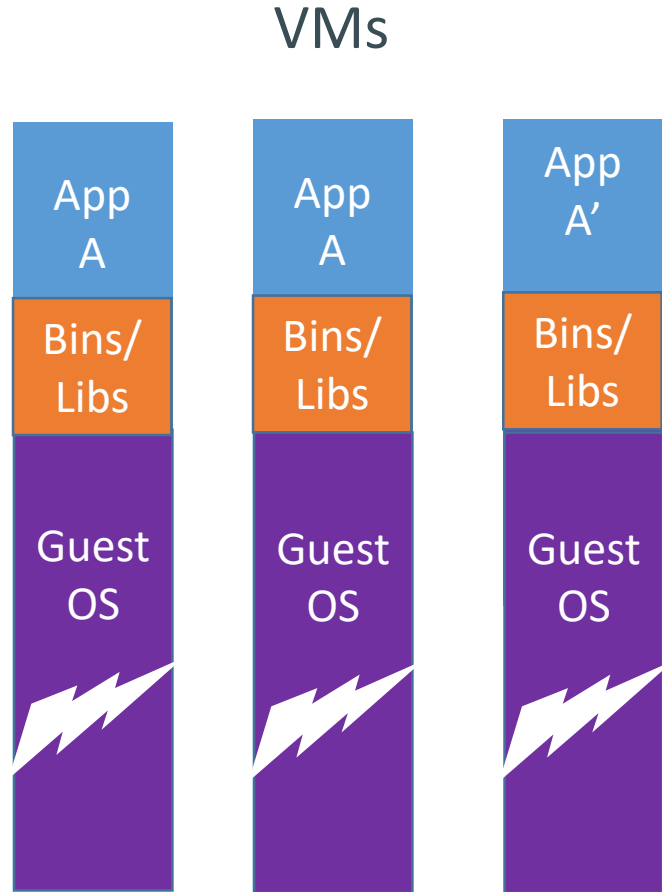 VMs
App
A
Bins/
Libs
Guest
OS
App
A
Bins/
Libs
Guest
OS
App
A’
Bins/
Libs
Guest
OS